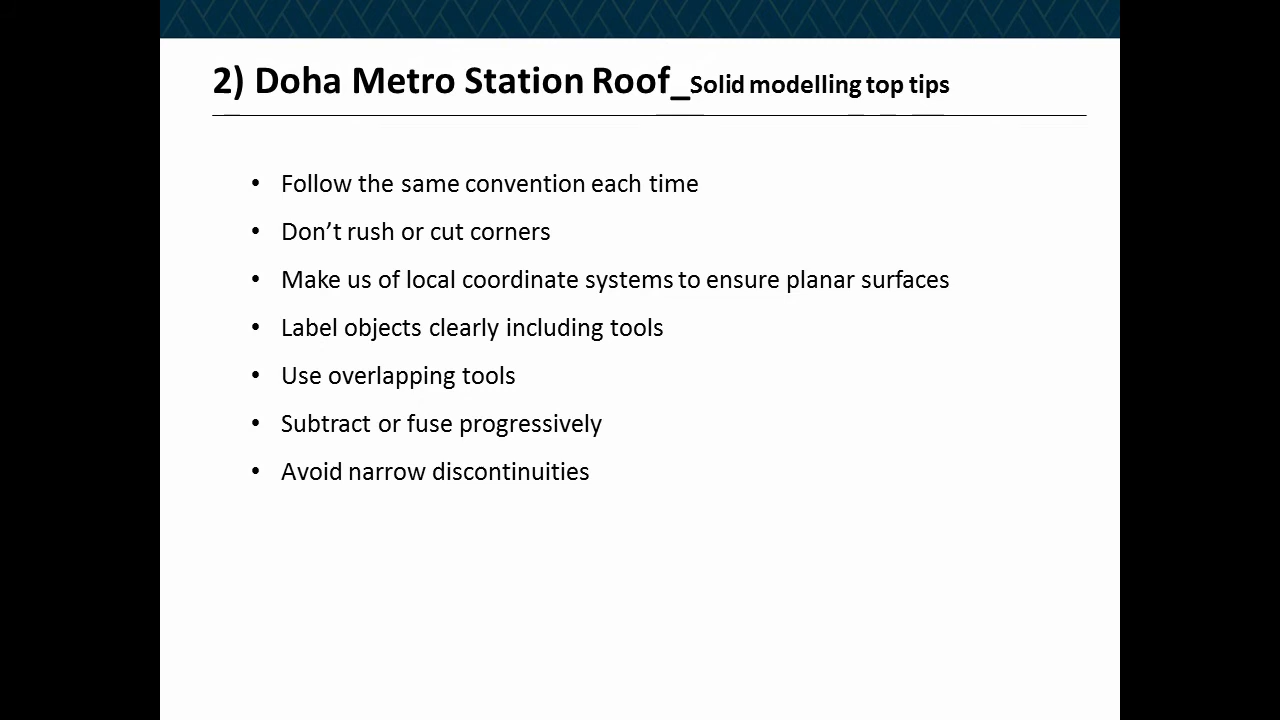 2) Doha Metro Station Roof_Solid modelling top tips
• Follow the same convention each time
• Don’t rush or cut corners
• Make us of local coordinate systems to ensure planar surfaces
• Label objects clearly including tools
• Use overlapping tools
• Subtract or fuse progressively
• Avoid narrow discontinuities